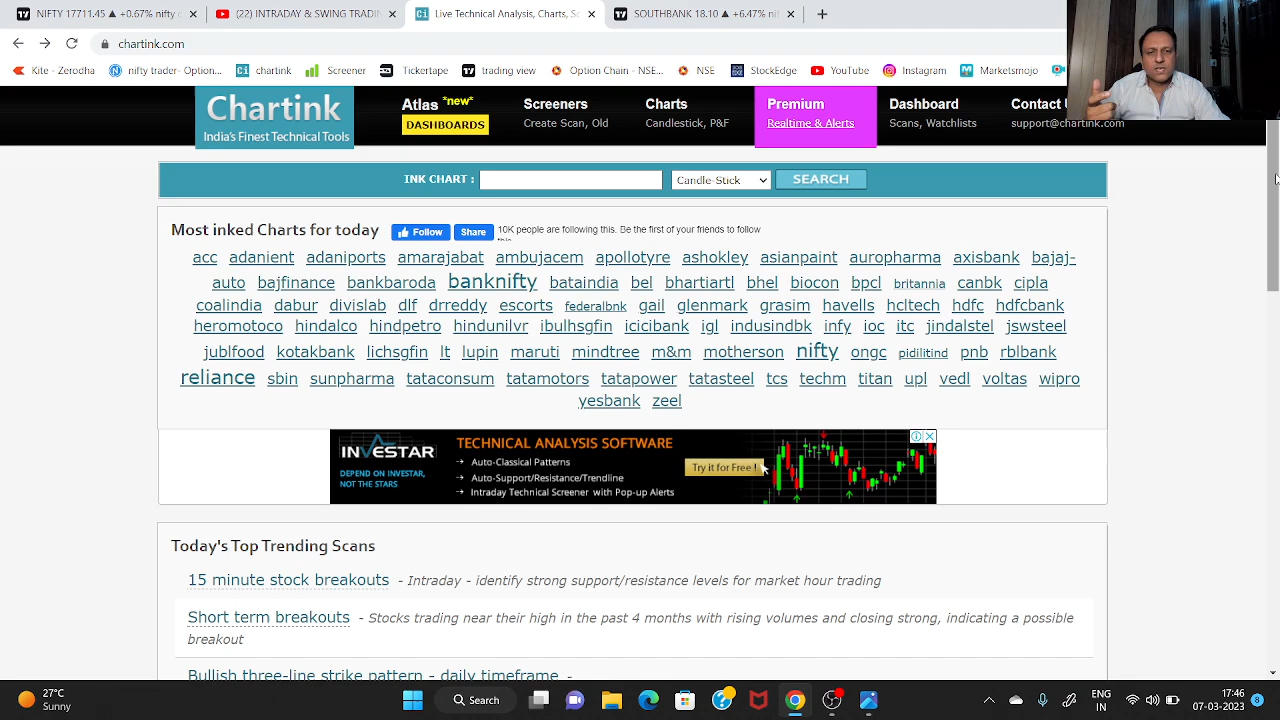 NIFTY 17711.45 ▲ +0.67% nif
(22) INTRADAY & SWING TRADIN
Live Analysis, Charts, Sc
SOUTHBANK 18.10 ▲ +6.47% nif
chartink.com
Kite - Zerodha
nifty trader- Option...
Chartink
Screener
Tickertape
tradingview
Option Chain - NSE...
NSE
StockEdge
YouTube
Instagram
Marketsmojo
Chartink
India's Finest Technical Tools
Atlas *new*
DASHBOARDS
Screeners
Create Scan, Old
Charts
Candlestick, P&F
Premium
Realtime & Alerts
Dashboard
Scans, Watchlists
Contact
support@chartink.com
INK CHART : Candle-Stick SEARCH
Most inked Charts for today Follow Share 10K people are following this. Be the first of your friends to follow
acc adanient adaniports amarajabat ambujacem apollotyre ashokley asianpaint auropharma axisbank bajaj-
auto bajfinance bankbaroda banknifty bataindia bel bhartiartl bhel biocon bpcl britannia canbk cipla
coalindia dabur divislab dlf drreddy escorts federalbnk gail glenmark grasim havells hcltech hdfc hdfcbank
heromotoco hindalco hindpetro hindunilvr ibulhsgfin icicibank igl indusindbk infy ioc itc jindalstel jswsteel
jublfood kotakbank lichsgfin lt lupin maruti mindtree m&m motherson nifty ongc pidilitind pnb rblbank
reliance sbin sunpharma tataconsum tatamotors tatapower tatasteel tcs techm titan upl vedl voltas wipro
yesbank zeel
INVESTAR
DEPEND ON INVESTAR,
NOT THE STARS
TECHNICAL ANALYSIS SOFTWARE
Auto-Classical Patterns
Auto-Support/Resistance/Trendline
Intraday Technical Screener with Pop-up Alerts
Try it for Free !
Today's Top Trending Scans
15 minute stock breakouts - Intraday - identify strong support/resistance levels for market hour trading
Short term breakouts - Stocks trading near their high in the past 4 months with rising volumes and closing strong, indicating a possible
breakout
Bullish three-line strike pattern - daily timeframe -
27°C
Sunny
Search
ENG
IN
17:46
07-03-2023
8